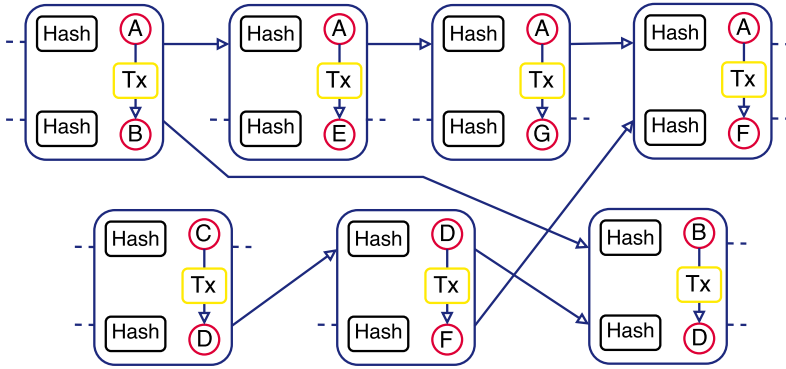 Hash A Hash A Hash A Hash A
Tx Tx Tx Tx
Hash B Hash E Hash G Hash F
Hash C Hash D Hash B
Tx Tx Tx
Hash D Hash F Hash D